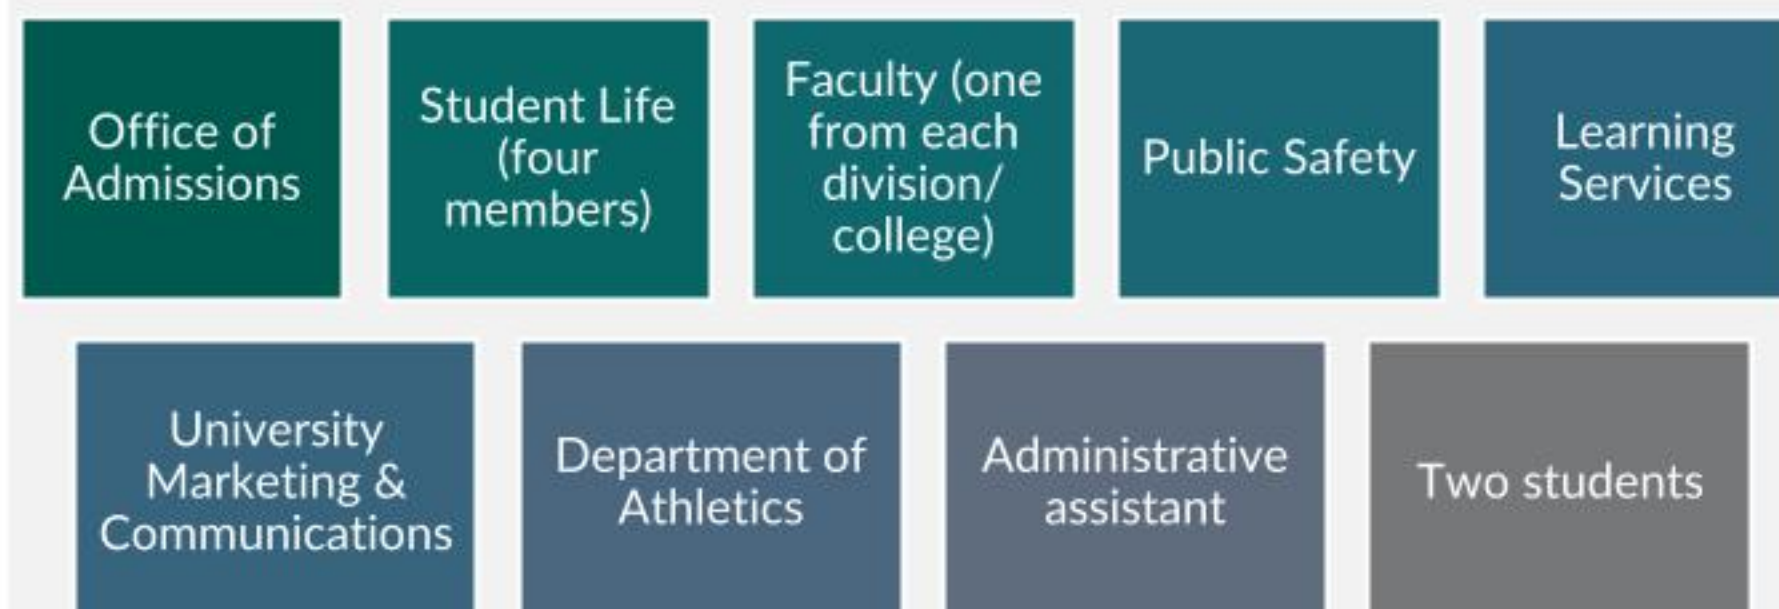 Office of
Admissions
Student Life
(four
members)
Faculty (one
from each
division/
college)
Public Safety
Learning
Services
University
Marketing &
Communications
Department of
Athletics
Administrative
assistant
Two students